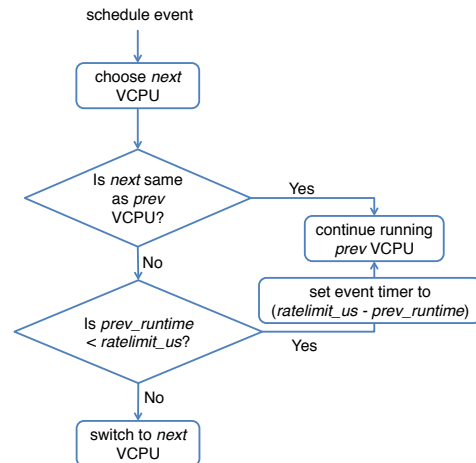 schedule event
choose next
VCPU
Is next same
as prev
VCPU?
Yes
continue running
prev VCPU
No
set event timer to
(ratelimit_us - prev_runtime)
Is prev_runtime
< ratelimit_us?
Yes
No
switch to next
VCPU